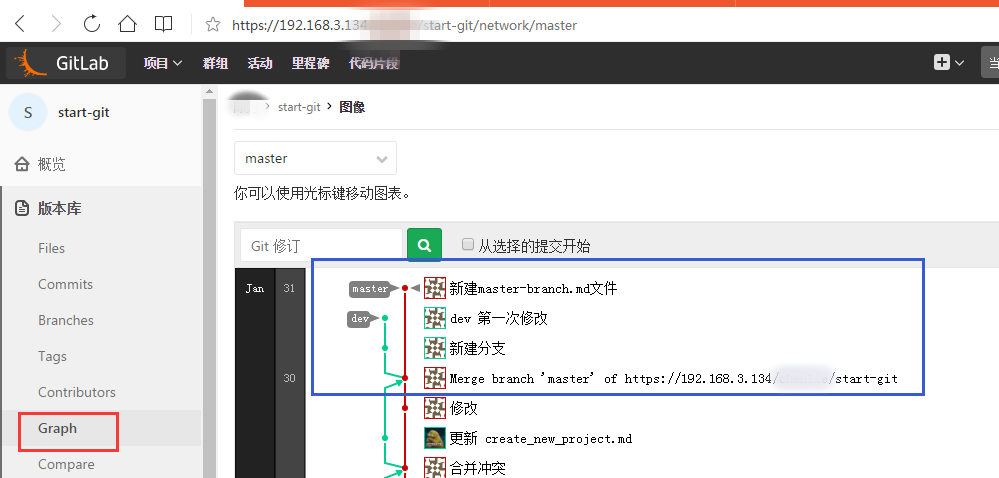 https://192.168.3.134 /start-git/network/master
GitLab 项目 群组 活动 里程碑 代码片段
S start-git
start-git > 图像
概览
master
你可以使用光标键移动图表。
版本库
Git 修订 从选择的提交开始
Files
Commits
Branches
Tags
Contributors
Graph
Compare
Jan 31 master 新建master-branch.md文件
dev dev 第一次修改
新建分支
30 Merge branch 'master' of https://192.168.3.134/ /start-git
修改
更新 create_new_project.md
合并冲突